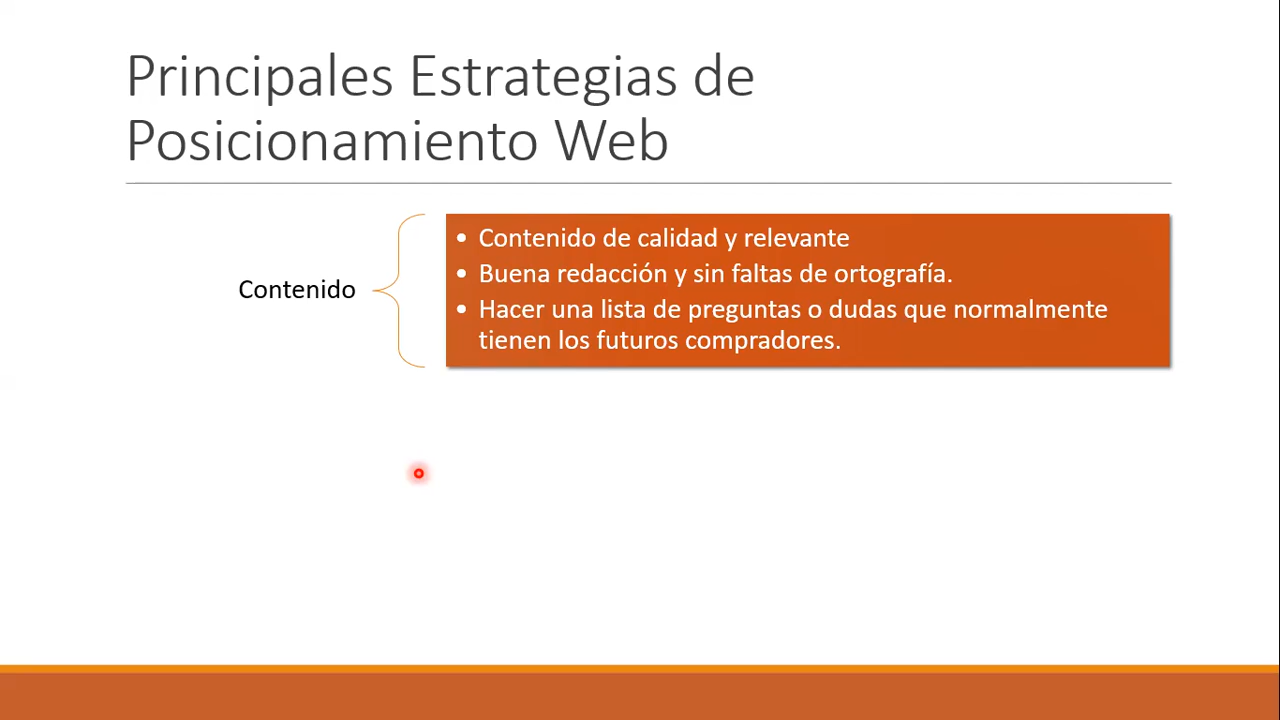 Principales Estrategias de
Posicionamiento Web
Contenido
• Contenido de calidad y relevante
• Buena redacción y sin faltas de ortografía.
• Hacer una lista de preguntas o dudas que normalmente
tienen los futuros compradores.